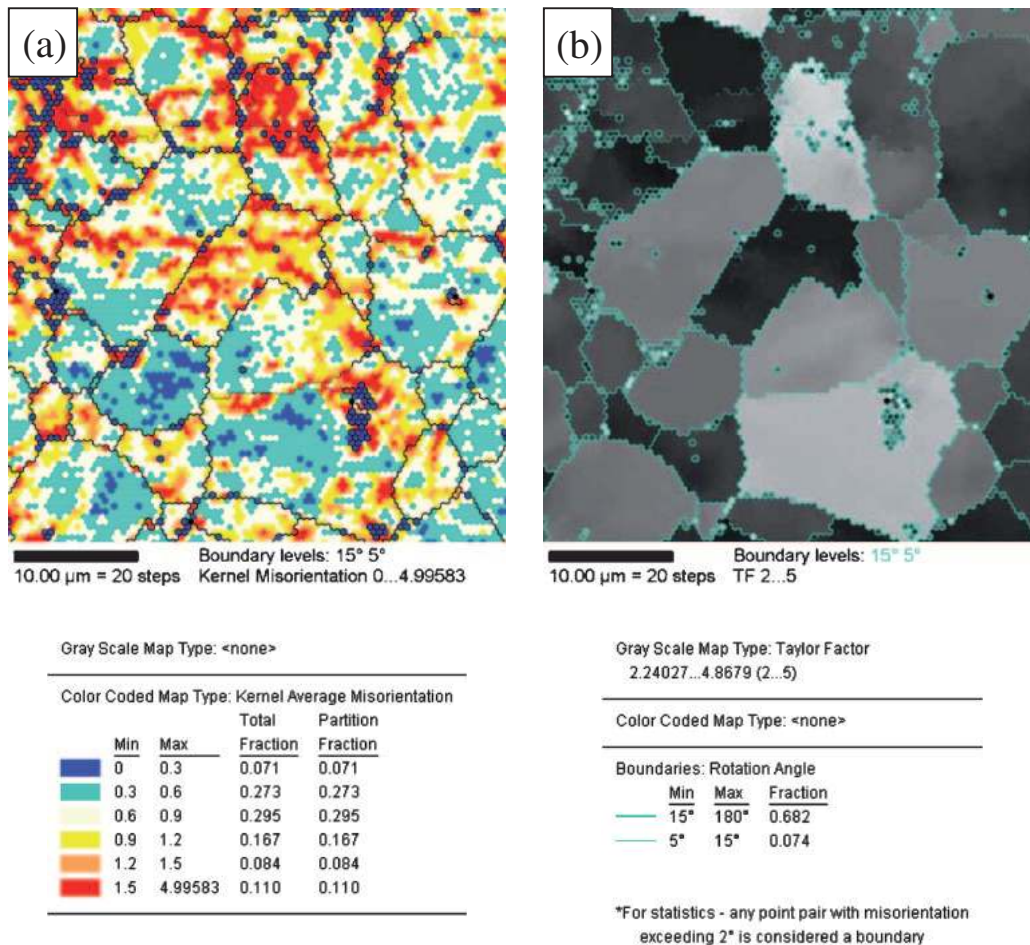 (a)
(b)
Boundary levels: 15° 5°
10.00 µm = 20 steps Kernel Misorientation 0...4.99583
Boundary levels: 15° 5°
10.00 µm = 20 steps TF 2...5
Gray Scale Map Type: <none>
Color Coded Map Type: Kernel Average Misorientation
Total Partition
Min Max Fraction Fraction
0 0.3 0.071 0.071
0.3 0.6 0.273 0.273
0.6 0.9 0.295 0.295
0.9 1.2 0.167 0.167
1.2 1.5 0.084 0.084
1.5 4.99583 0.110 0.110
Gray Scale Map Type: Taylor Factor
2.24027...4.8679 (2...5)
Color Coded Map Type: <none>
Boundaries: Rotation Angle
Min Max Fraction
15° 180° 0.682
5° 15° 0.074
*For statistics - any point pair with misorientation
exceeding 2° is considered a boundary